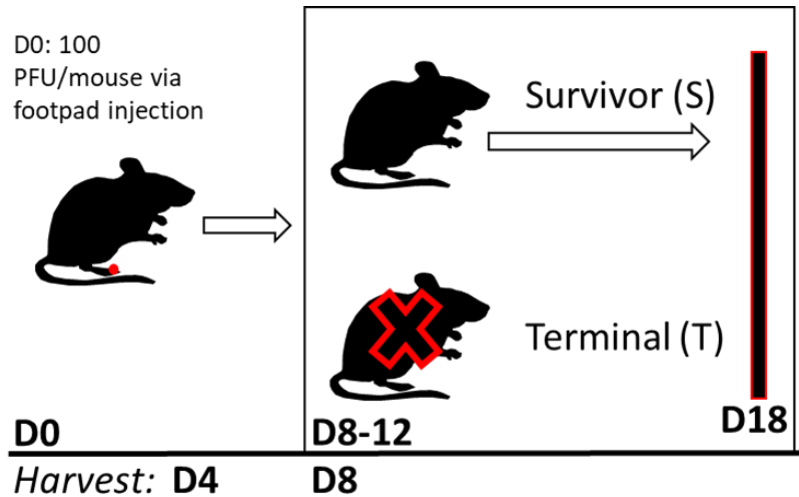 D0: 100
PFU/mouse via
footpad injection
Survivor (S)
Terminal (T)
D0
D8-12
D18
Harvest: D4 D8